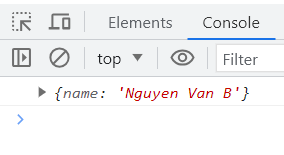 Elements Console
top Filter
{name: 'Nguyen Van B'}